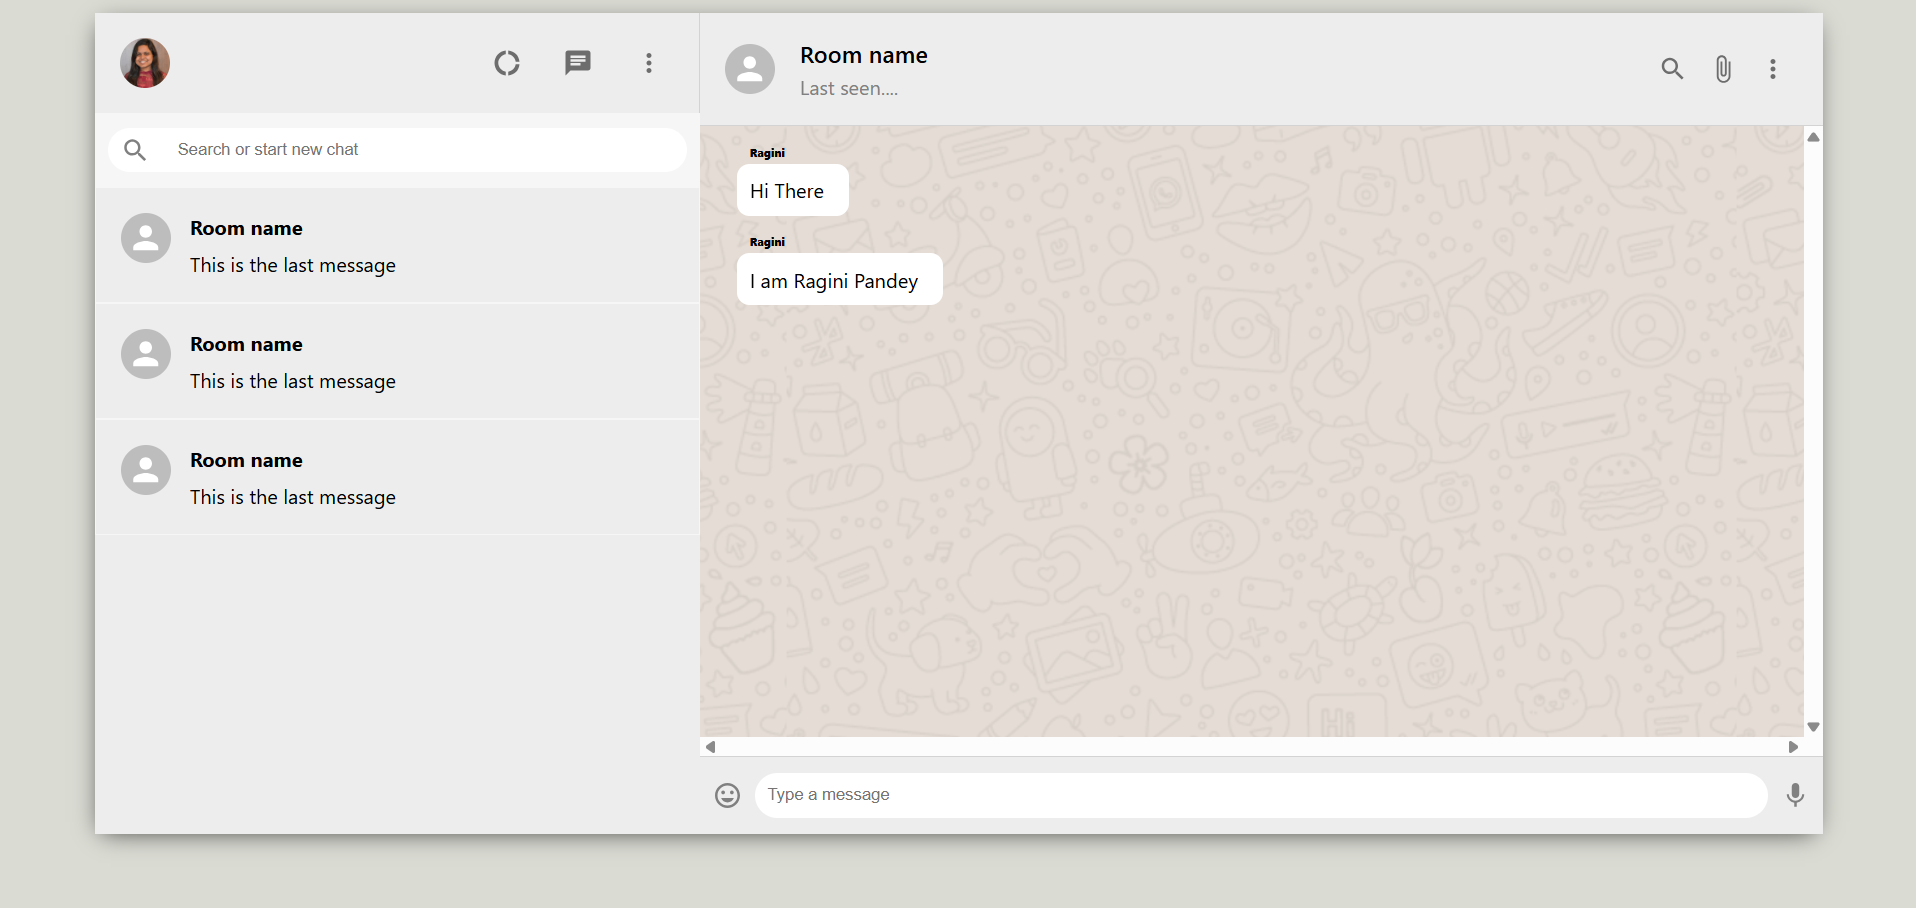 Search or start new chat
Room name
This is the last message
Room name
This is the last message
Room name
This is the last message
Room name
Last seen....
Ragini
Hi There
Ragini
I am Ragini Pandey
Hi
Type a message